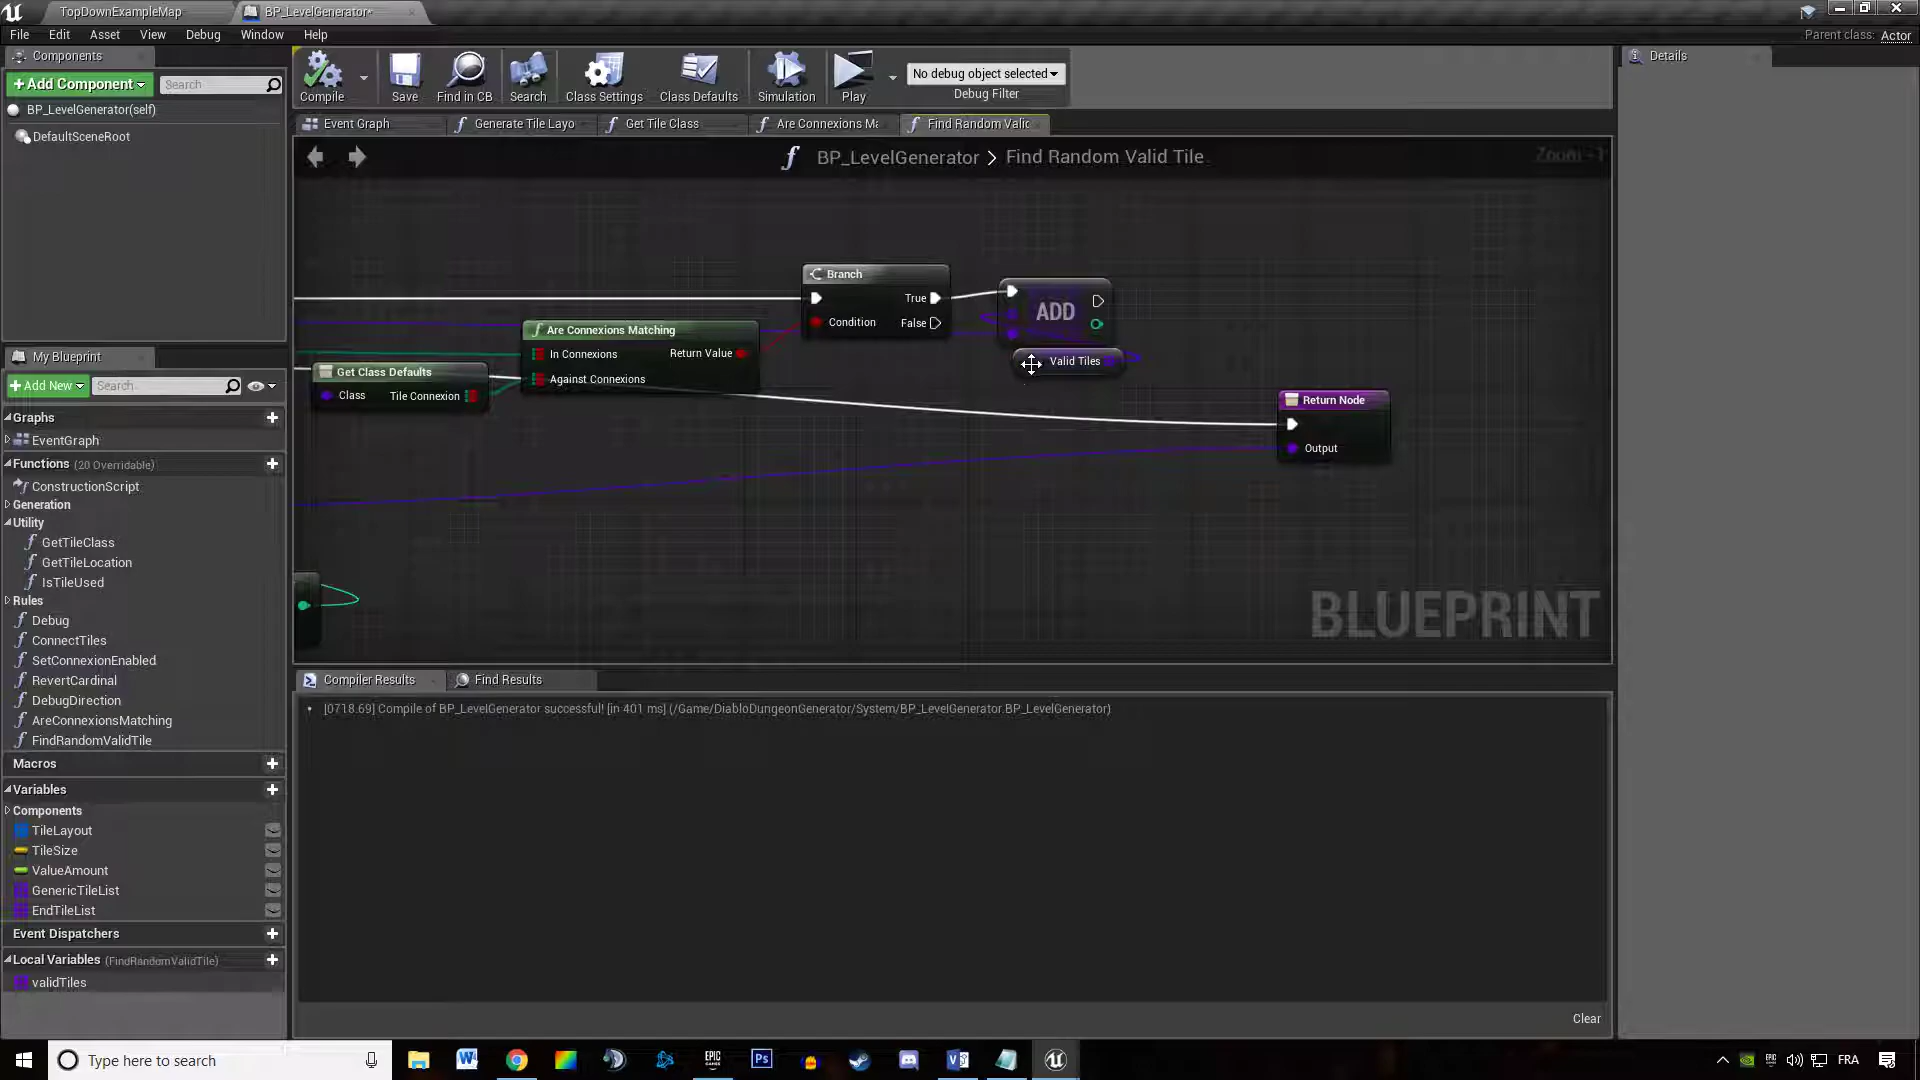 TopDownExampleMap
BP_LevelGenerator*
File Edit Asset View Debug Window Help
Parent class: Actor
Components
Details
+Add Component
Search
Compile
Save
Find in CB
Search
Class Settings
Class Defaults
Simulation
Play
No debug object selected
Debug Filter
BP_LevelGenerator(self)
DefaultSceneRoot
Event Graph
Generate Tile Layo
Get Tile Class
Are Connexions Ma
Find Random Valid
BP_LevelGenerator > Find Random Valid Tile
Branch
True
Condition
False
ADD
Are Connexions Matching
In Connexions
Return Value
Against Connexions
Get Class Defaults
Class
Tile Connexion
Valid Tiles
Return Node
Output
BLUEPRINT
My Blueprint
+Add New
Search
Graphs
EventGraph
Functions (20 Overridable)
ConstructionScript
Generation
Utility
GetTileClass
GetTileLocation
IsTileUsed
Rules
Debug
ConnectTiles
SetConnexionEnabled
RevertCardinal
DebugDirection
AreConnexionsMatching
FindRandomValidTile
Macros
Variables
Components
TileLayout
TileSize
ValueAmount
GenericTileList
EndTileList
Event Dispatchers
Local Variables (FindRandomValidTile)
validTiles
Compiler Results
Find Results
[0718.69] Compile of BP_LevelGenerator successful! [in 401 ms] (/Game/DiabloDungeonGenerator/System/BP_LevelGenerator.BP_LevelGenerator)
Clear
Type here to search
FRA